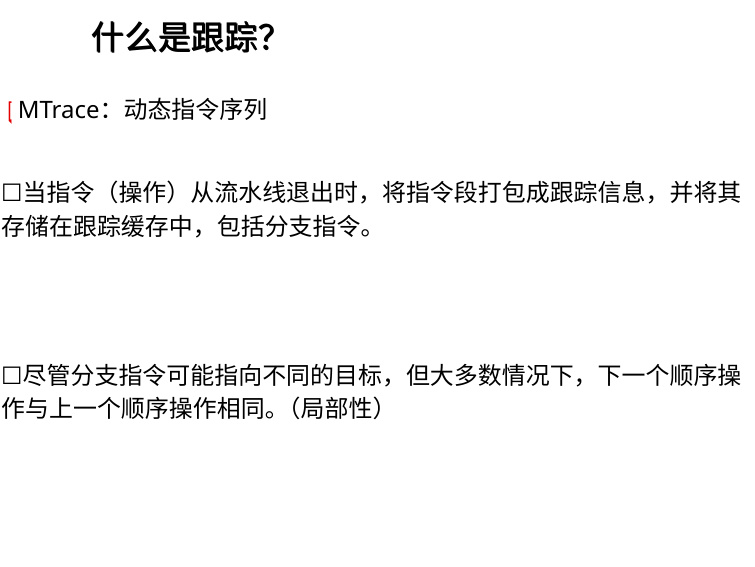 什么是跟踪？
MTrace：动态指令序列
□当指令（操作）从流水线退出时，将指令段打包成跟踪信息，并将其
存储在跟踪缓存中，包括分支指令。
□尽管分支指令可能指向不同的目标，但大多数情况下，下一个顺序操
作与上一个顺序操作相同。（局部性）